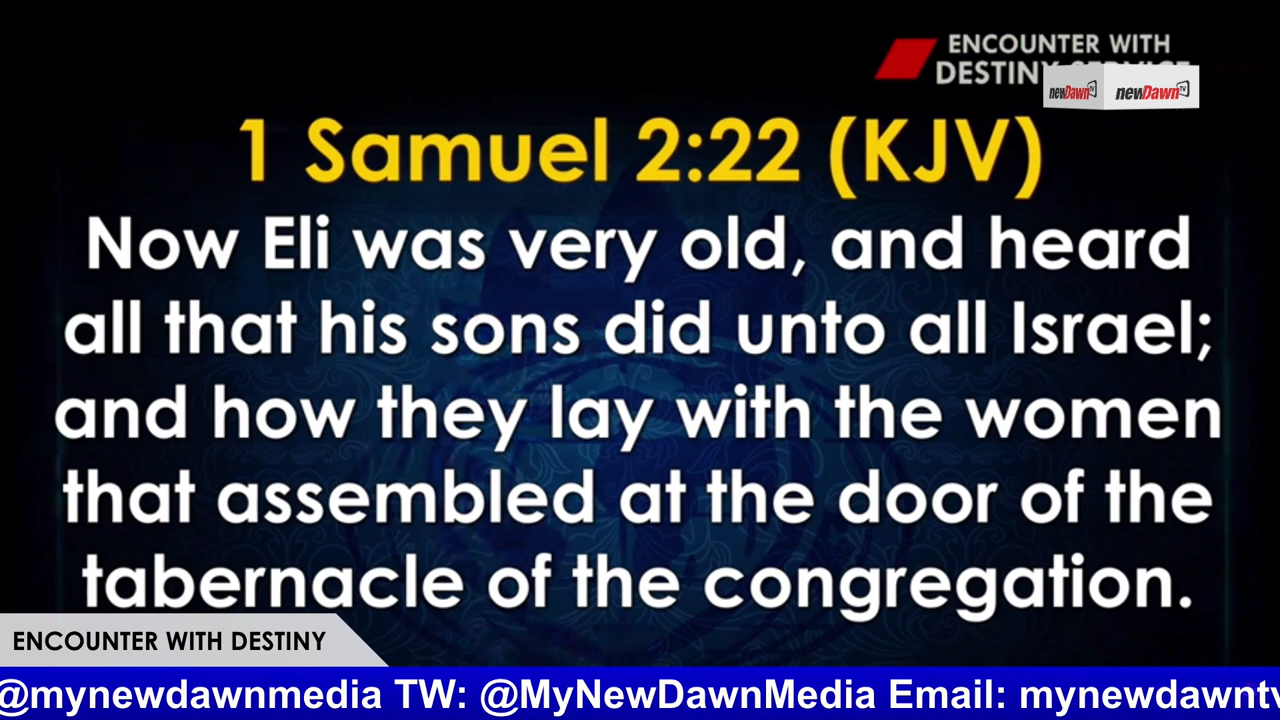 ENCOUNTER WITH
DESTINY SERVICE
newDawnTV newDawnTV
1 Samuel 2:22 (KJV)
Now Eli was very old, and heard
all that his sons did unto all Israel;
and how they lay with the women
that assembled at the door of the
tabernacle of the congregation.
ENCOUNTER WITH DESTINY
@mynewdawnmedia TW: @MyNewDawnMedia Email: mynewdawntv